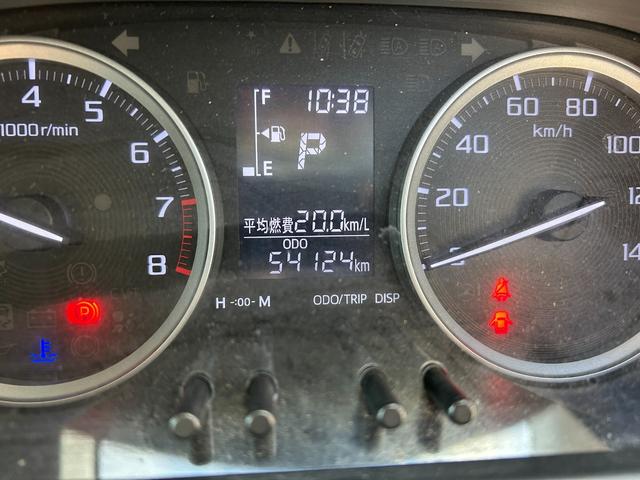 4
5
6
7
8
1000r/min
F
10:38
P
E
平均燃費20.0km/L
ODO
54124km
H -:00- M
ODO/TRIP DISP
20
40
60
80
100
km/h
P